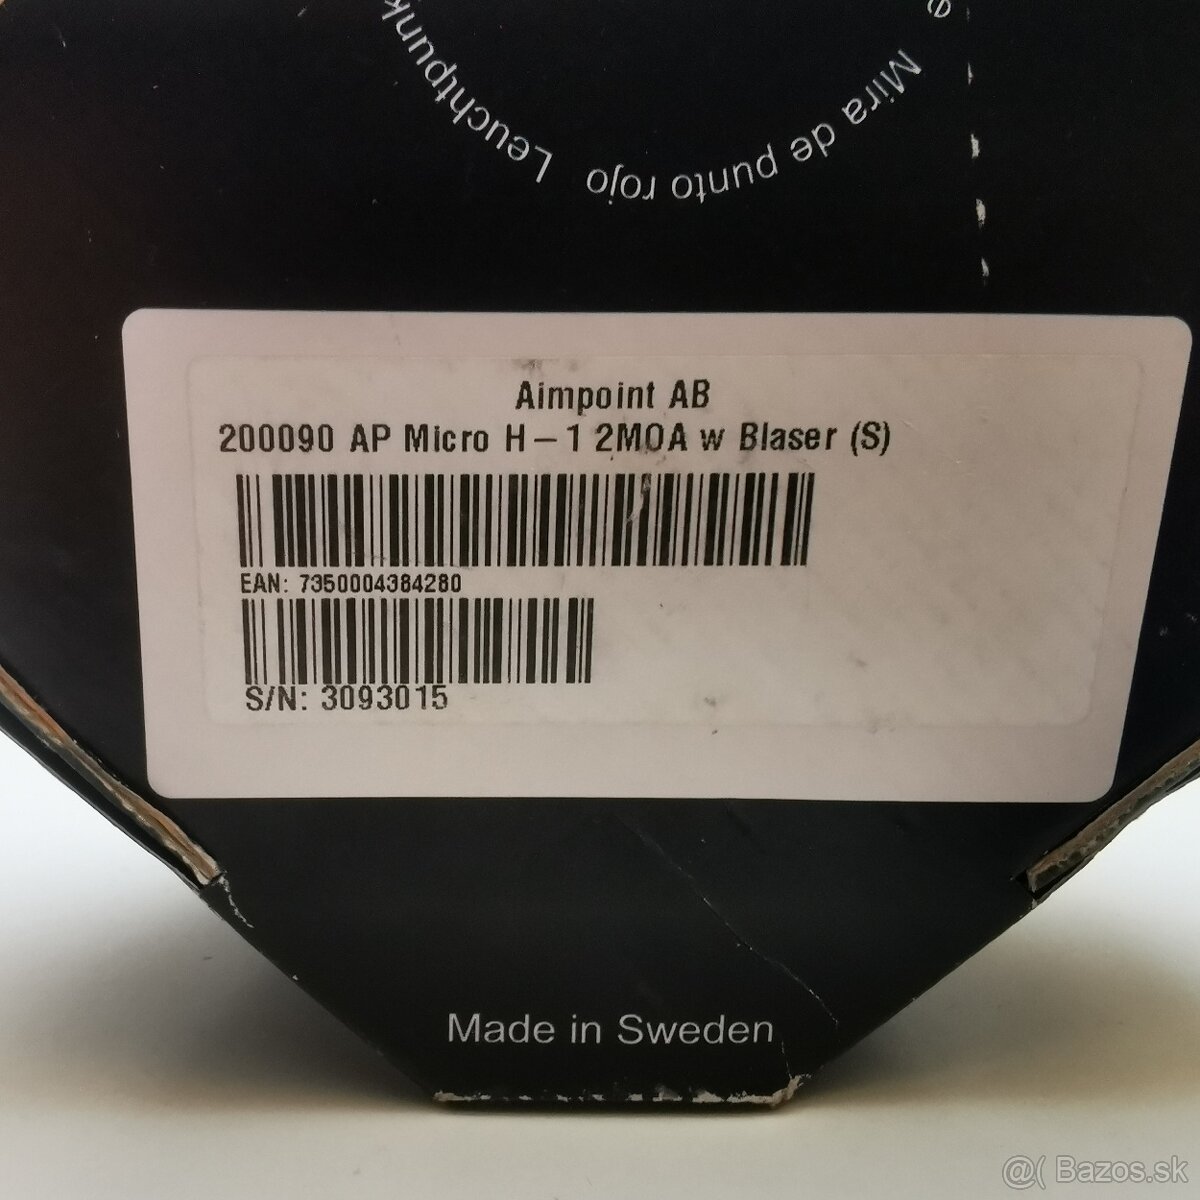 Leuchtpunk
Mira de punto rojo
Aimpoint AB
200090 AP Micro H-1 2MOA w Blaser (S)
EAN: 7350004384280
S/N: 3093015
Made in Sweden
@( Bazos.sk